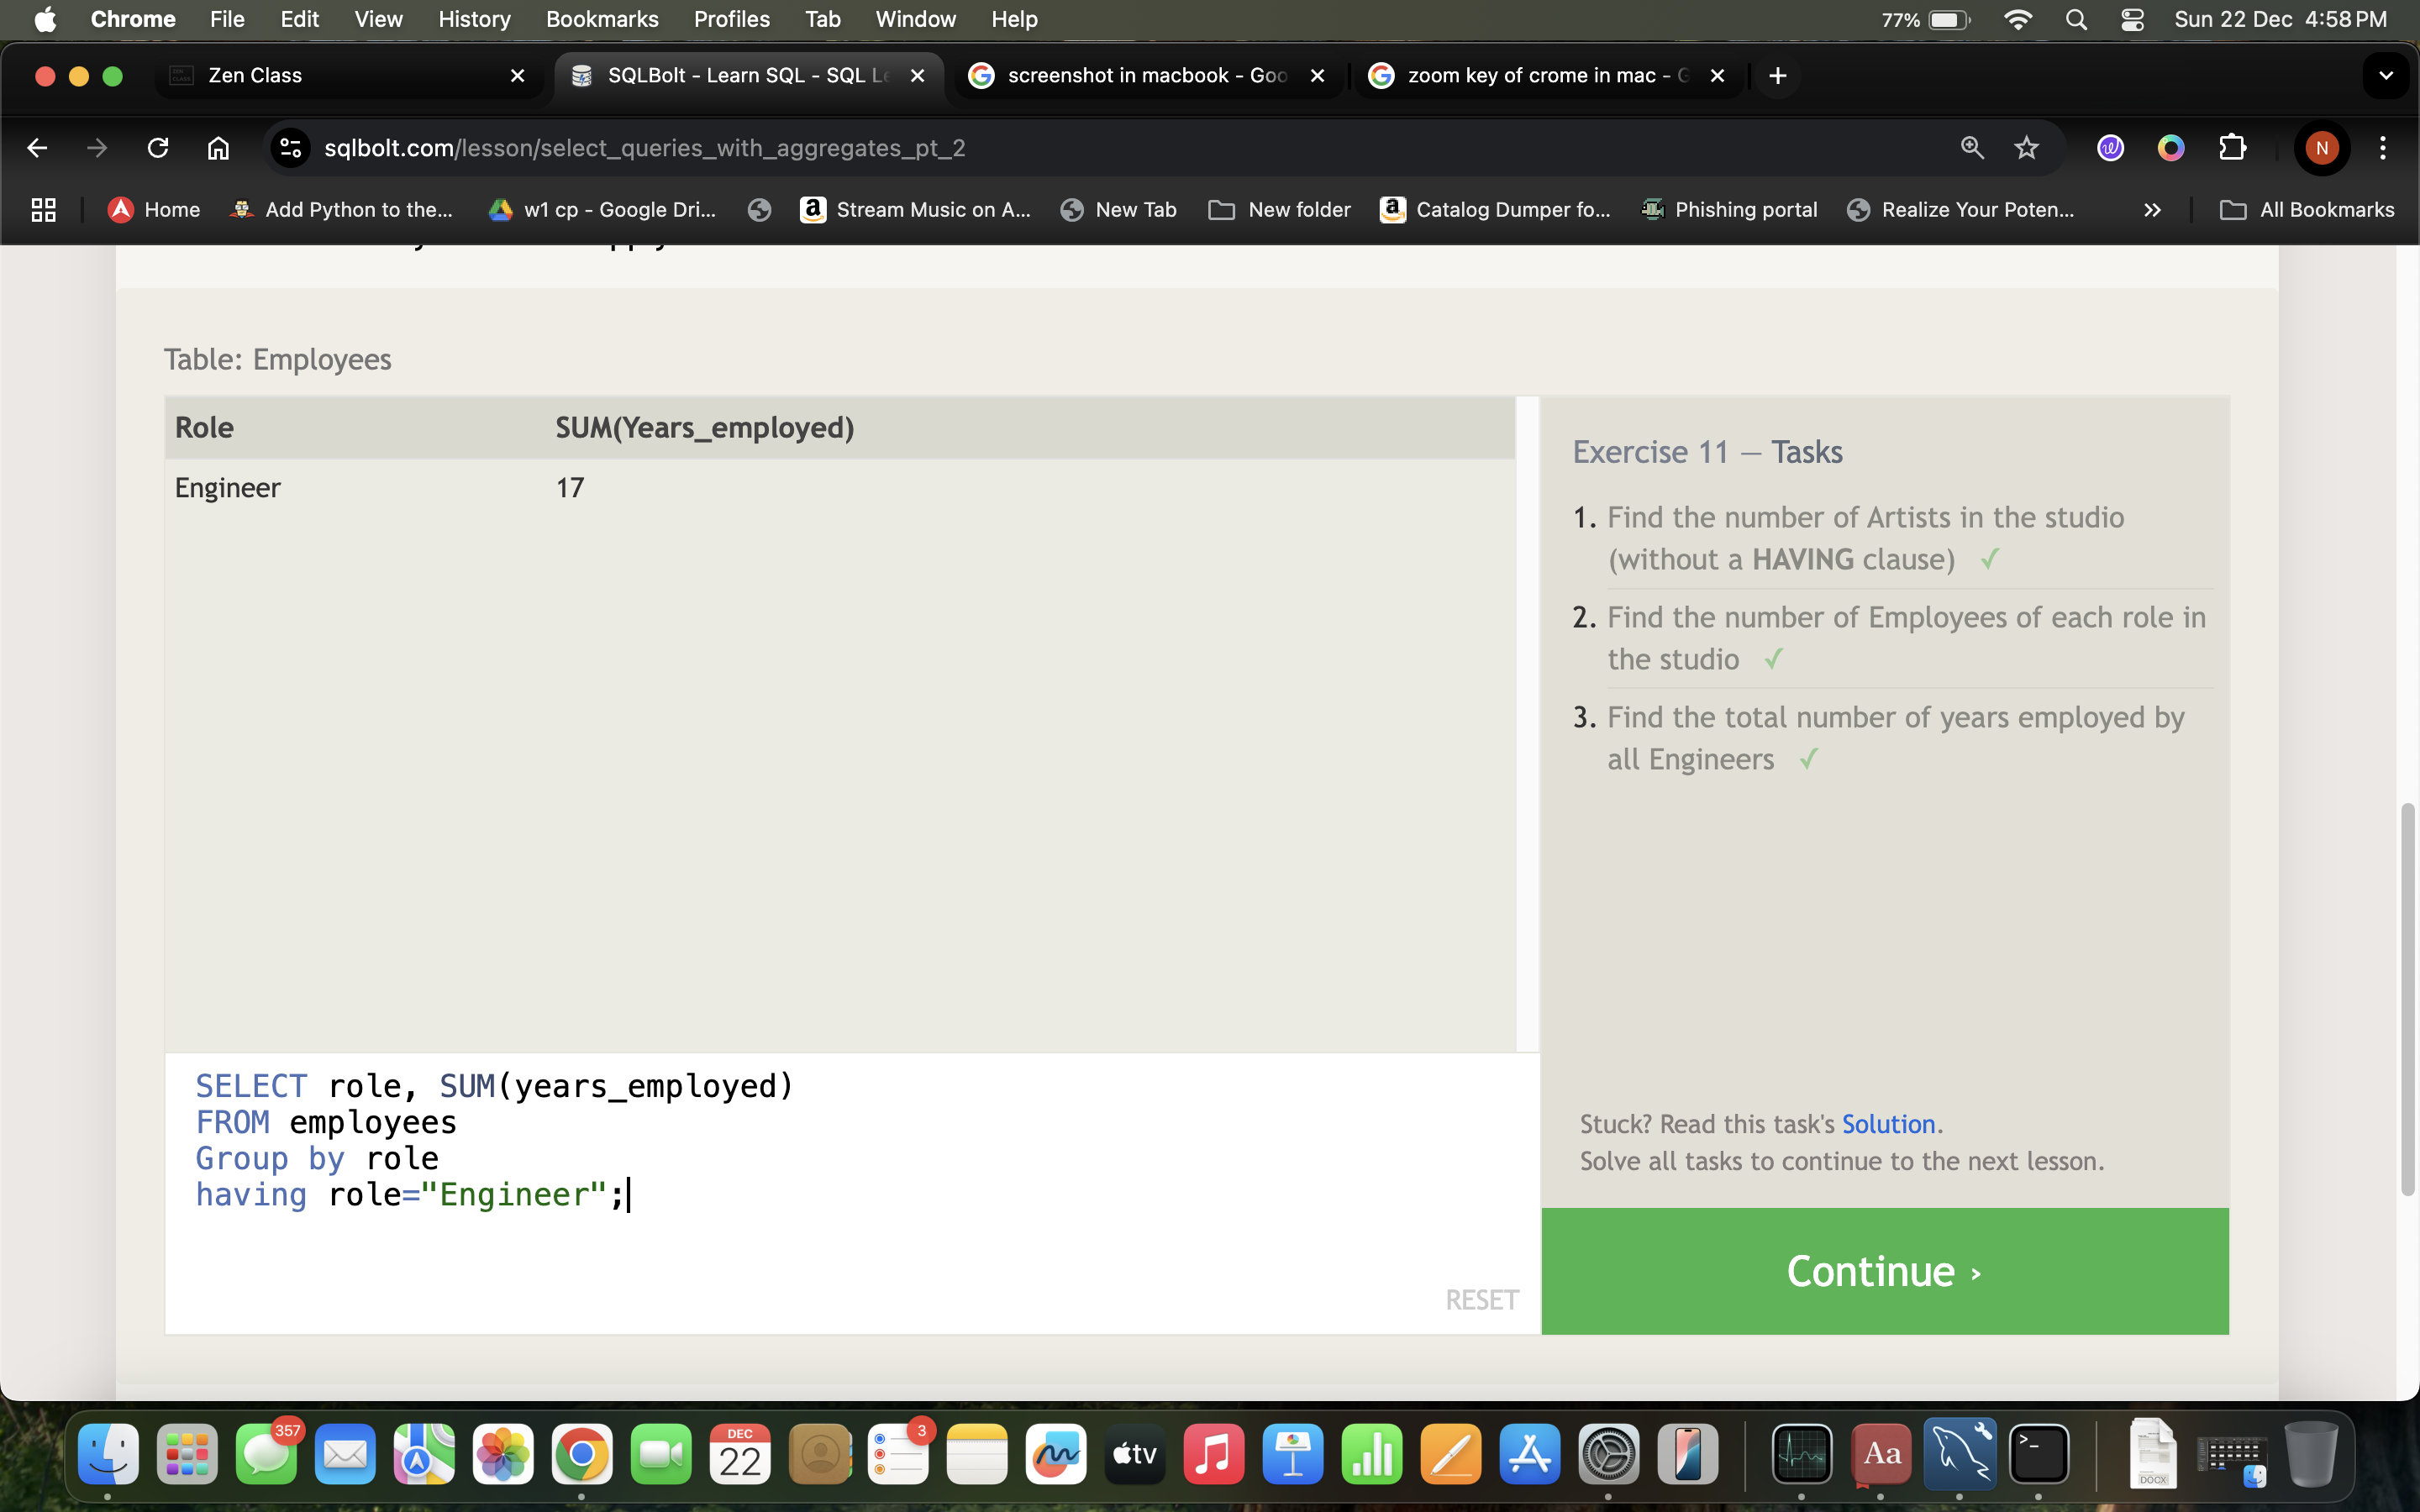 Chrome File Edit View History Bookmarks Profiles Tab Window Help 77% Sun 22 Dec 4:58 PM
Zen Class SQLBolt - Learn SQL - SQL Le screenshot in macbook - Goo zoom key of crome in mac - G
sqlbolt.com/lesson/select_queries_with_aggregates_pt_2 N
Home Add Python to the... w1 cp - Google Dri... Stream Music on A... New Tab New folder Catalog Dumper fo... Phishing portal Realize Your Poten... All Bookmarks
Table: Employees
Role SUM(Years_employed)
Engineer 17
Exercise 11 — Tasks
1. Find the number of Artists in the studio
(without a HAVING clause) ✓
2. Find the number of Employees of each role in
the studio ✓
3. Find the total number of years employed by
all Engineers ✓
SELECT role, SUM(years_employed)
FROM employees
Group by role
having role="Engineer";
RESET
Stuck? Read this task's Solution.
Solve all tasks to continue to the next lesson.
Continue ›
357
DEC
22
3
tv
Aa
>_
DOCX